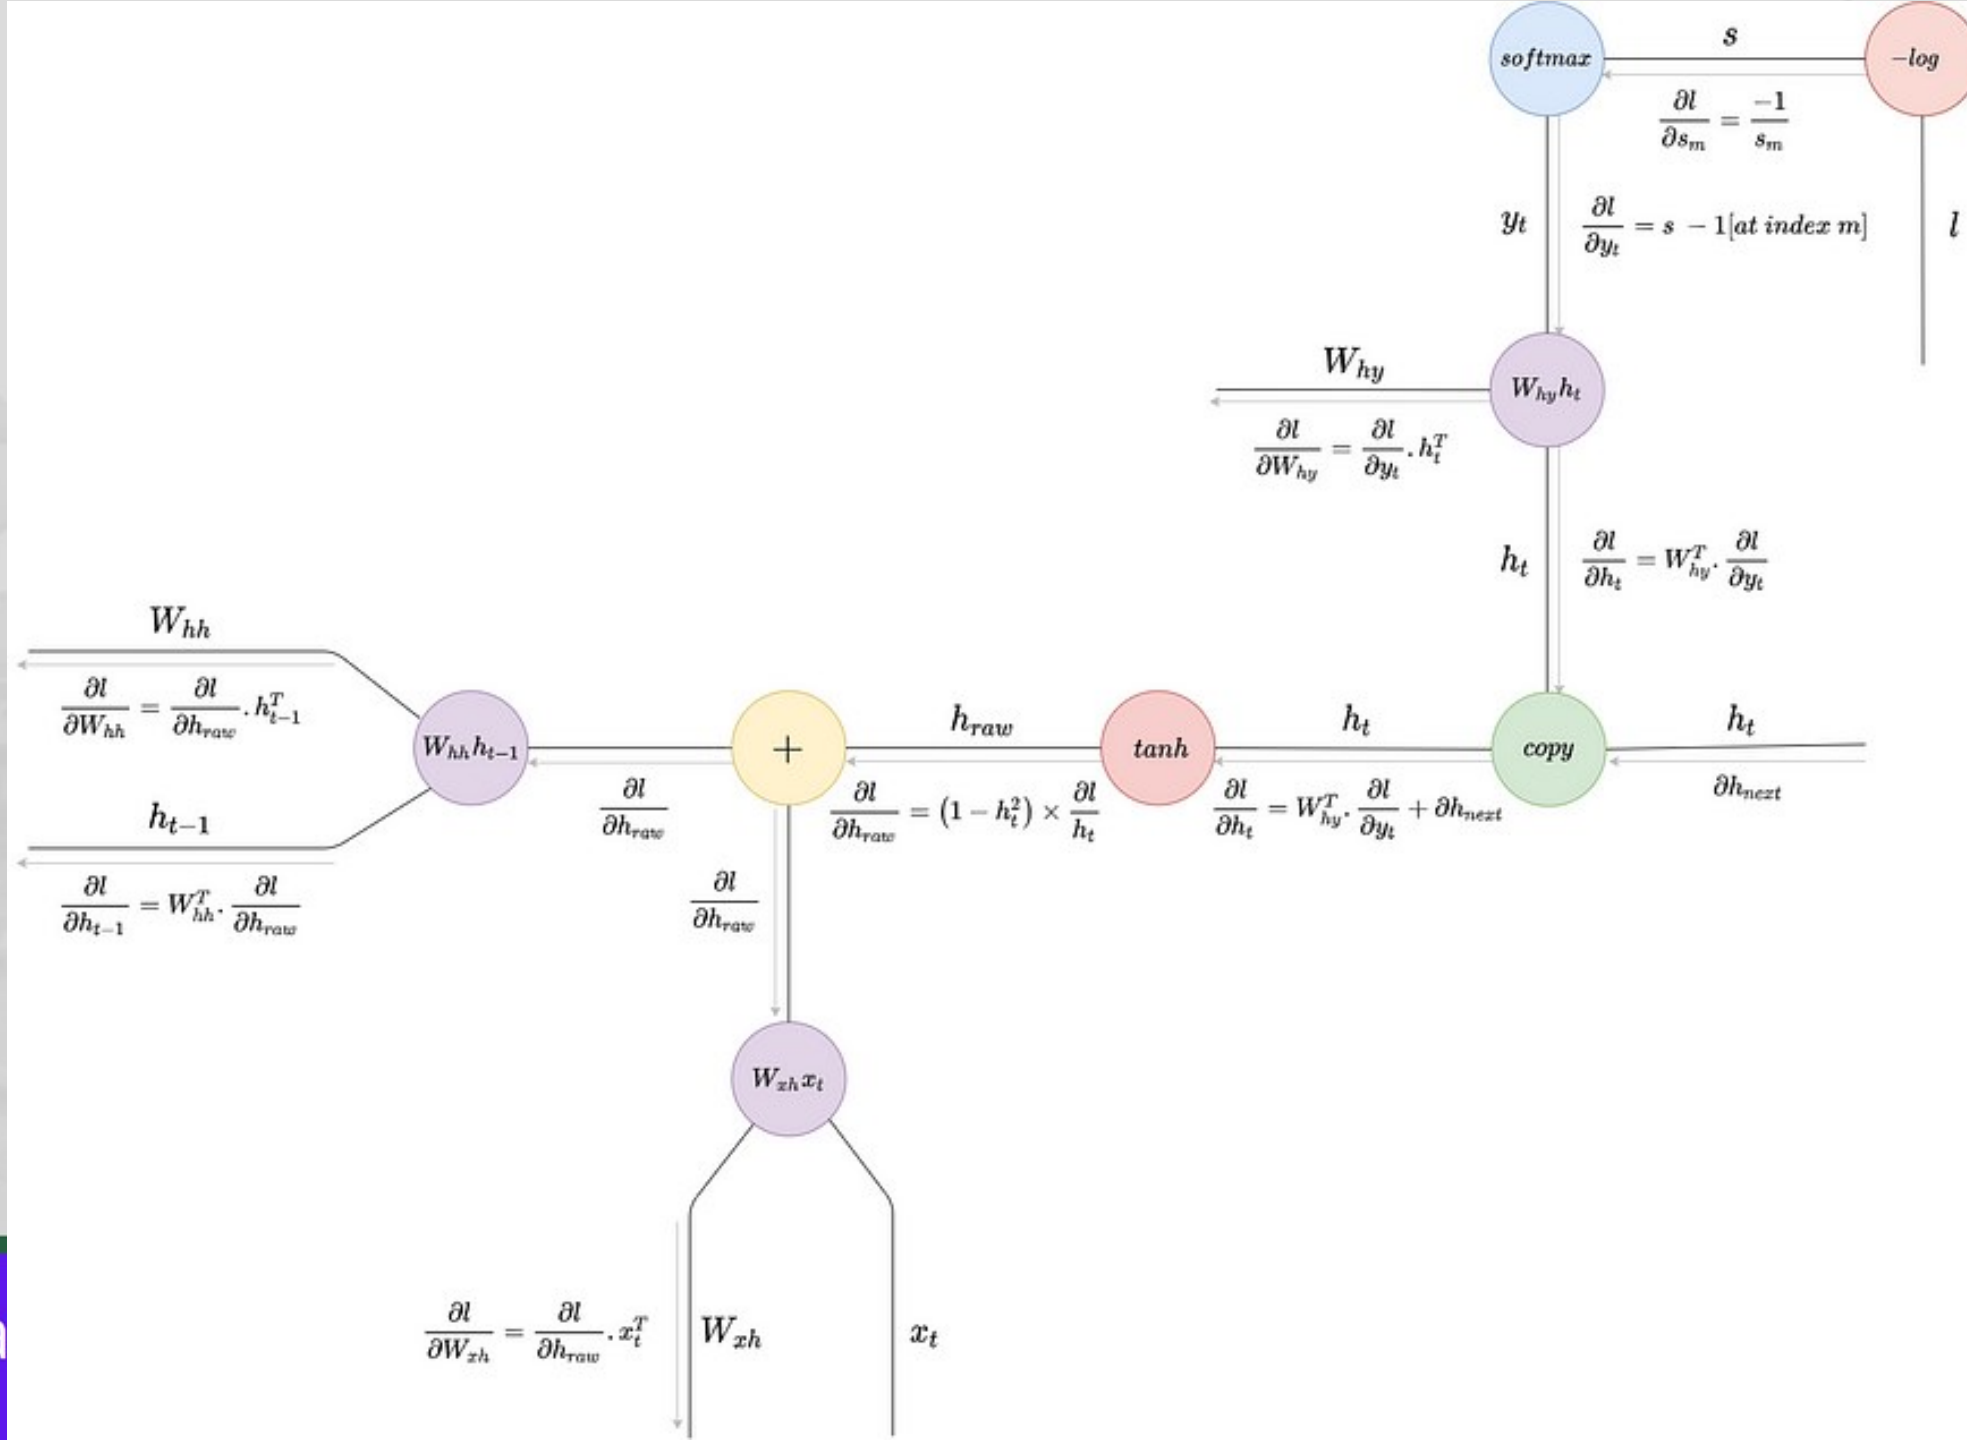 softmax
s
−log
∂l/∂s_m = −1/s_m
y_t
∂l/∂y_t = s − 1[at index m]
l
W_hy
W_hy h_t
∂l/∂W_hy = ∂l/∂y_t . h_t^T
h_t
∂l/∂h_t = W_hy^T . ∂l/∂y_t
W_hh
∂l/∂W_hh = ∂l/∂h_raw . h_{t−1}^T
W_hh h_{t−1}
+
h_raw
tanh
h_t
copy
h_t
∂l/∂h_raw
∂l/∂h_raw = (1 − h_t^2) × ∂l/h_t
∂l/∂h_t = W_hy^T . ∂l/∂y_t + ∂h_next
∂h_next
h_{t−1}
∂l/∂h_{t−1} = W_hh^T . ∂l/∂h_raw
∂l/∂h_raw
W_xh x_t
∂l/∂W_xh = ∂l/∂h_raw . x_t^T
W_xh
x_t